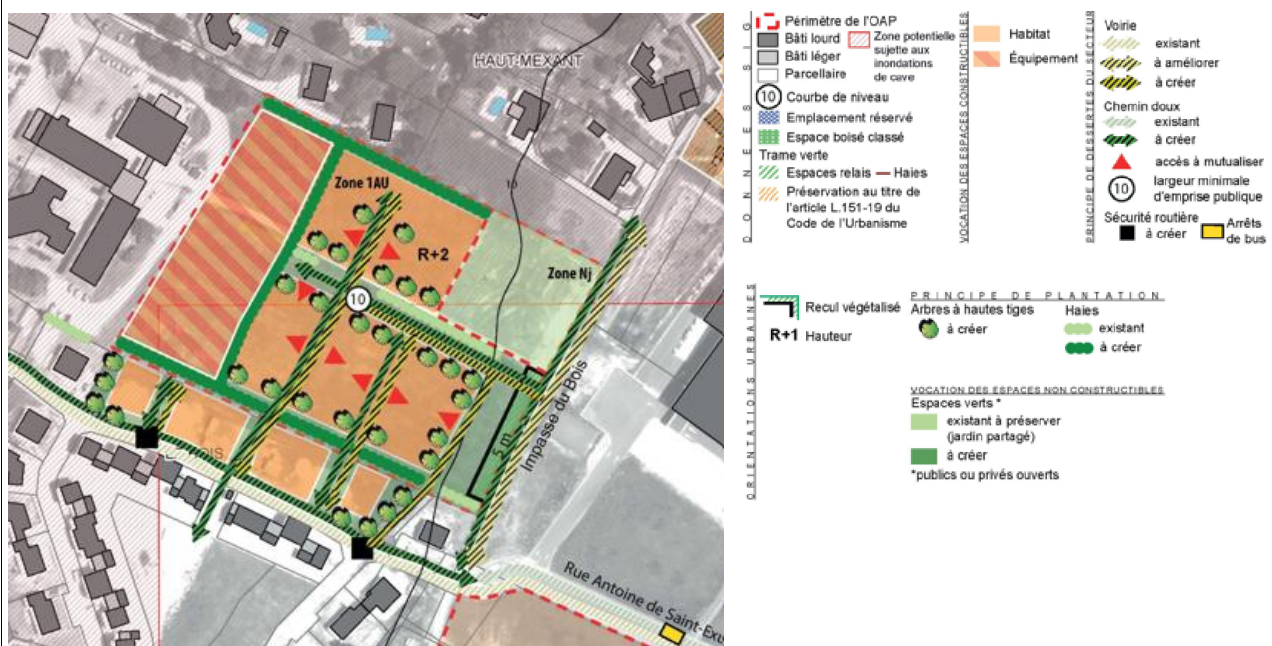 HAUT-MEXANT
10
Zone 1AU
R+2
Zone Nj
10
5 m
Impasse du Bois
BOIS
Rue Antoine de Saint-Exu
DONNEES SIG
Périmètre de l'OAP
Bâti lourd
Bâti léger
Parcellaire
Zone potentielle
sujette aux
inondations
de cave
10 Courbe de niveau
Emplacement réservé
Espace boisé classé
Trame verte
Espaces relais
Haies
Préservation au titre de
l'article L.151-19 du
Code de l'Urbanisme
VOCATION DES ESPACES CONSTRUCTIBLES
Habitat
Équipement
PRINCIPE DE DESSERTES DU SECTEUR
Voirie
existant
à améliorer
à créer
Chemin doux
existant
à créer
accès à mutualiser
10 largeur minimale
d'emprise publique
Sécurité routière
à créer
Arrêts
de bus
ORIENTATIONS URBAINES
Recul végétalisé
R+1 Hauteur
PRINCIPE DE PLANTATION
Arbres à hautes tiges
à créer
Haies
existant
à créer
VOCATION DES ESPACES NON CONSTRUCTIBLES
Espaces verts *
existant à préserver
(jardin partagé)
à créer
*publics ou privés ouverts